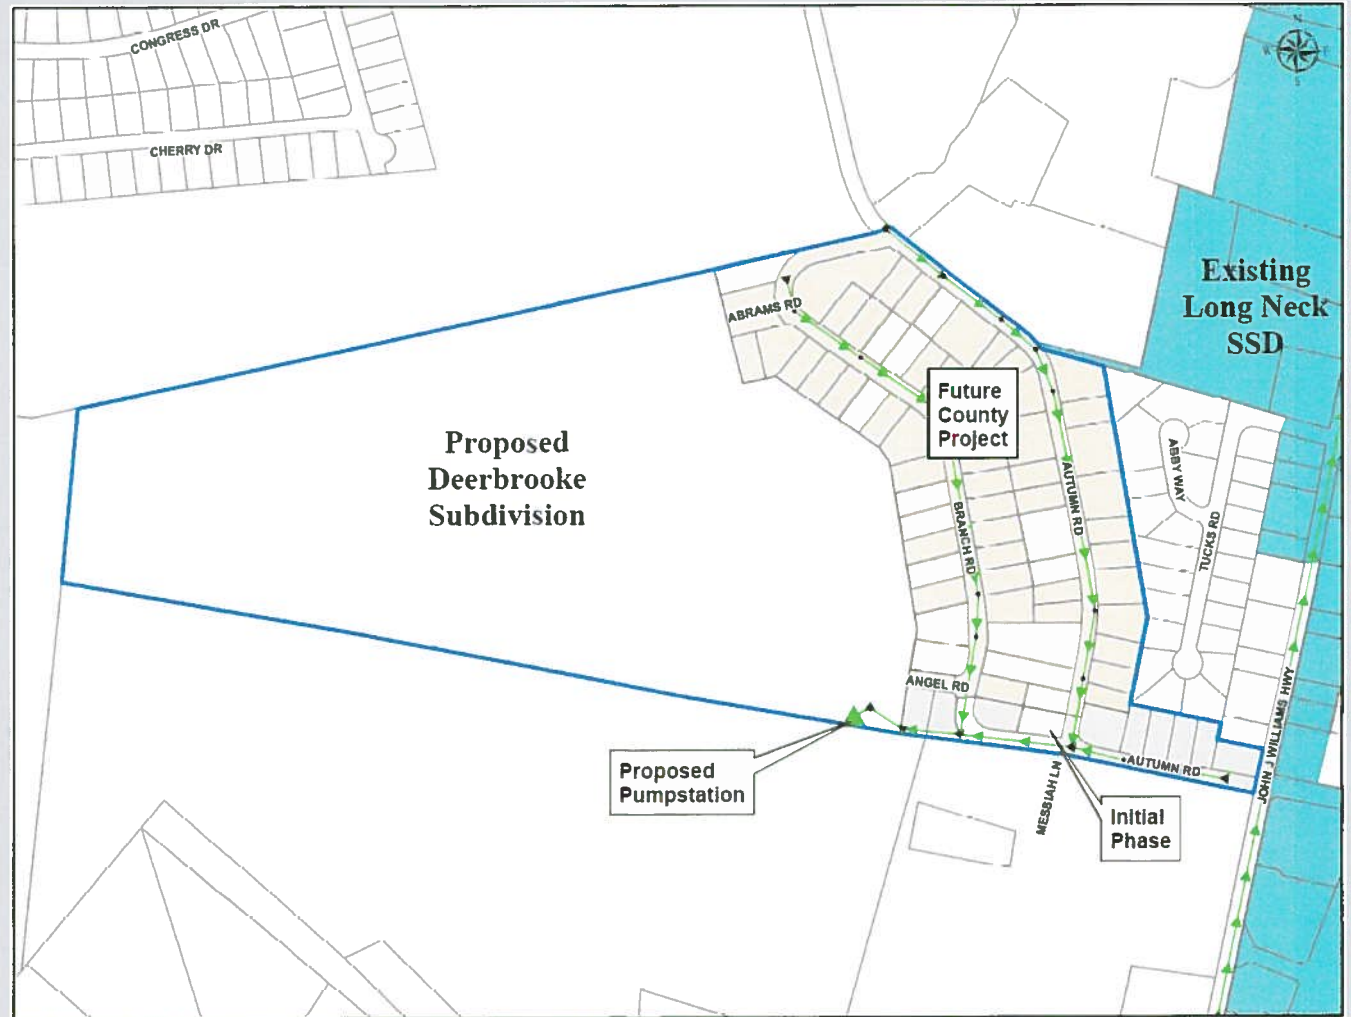 CONGRESS DR
CHERRY DR
N
W
E
S
Existing
Long Neck
SSD
ABRAMS RD
Future
County
Project
Proposed
Deerbrooke
Subdivision
ABBY WAY
AUTUMN RD
TUCKS RD
BRANCH RD
ANGEL RD
JOHN J WILLIAMS HWY
Proposed
Pumpstation
AUTUMN RD
MESSIAH LN
Initial
Phase